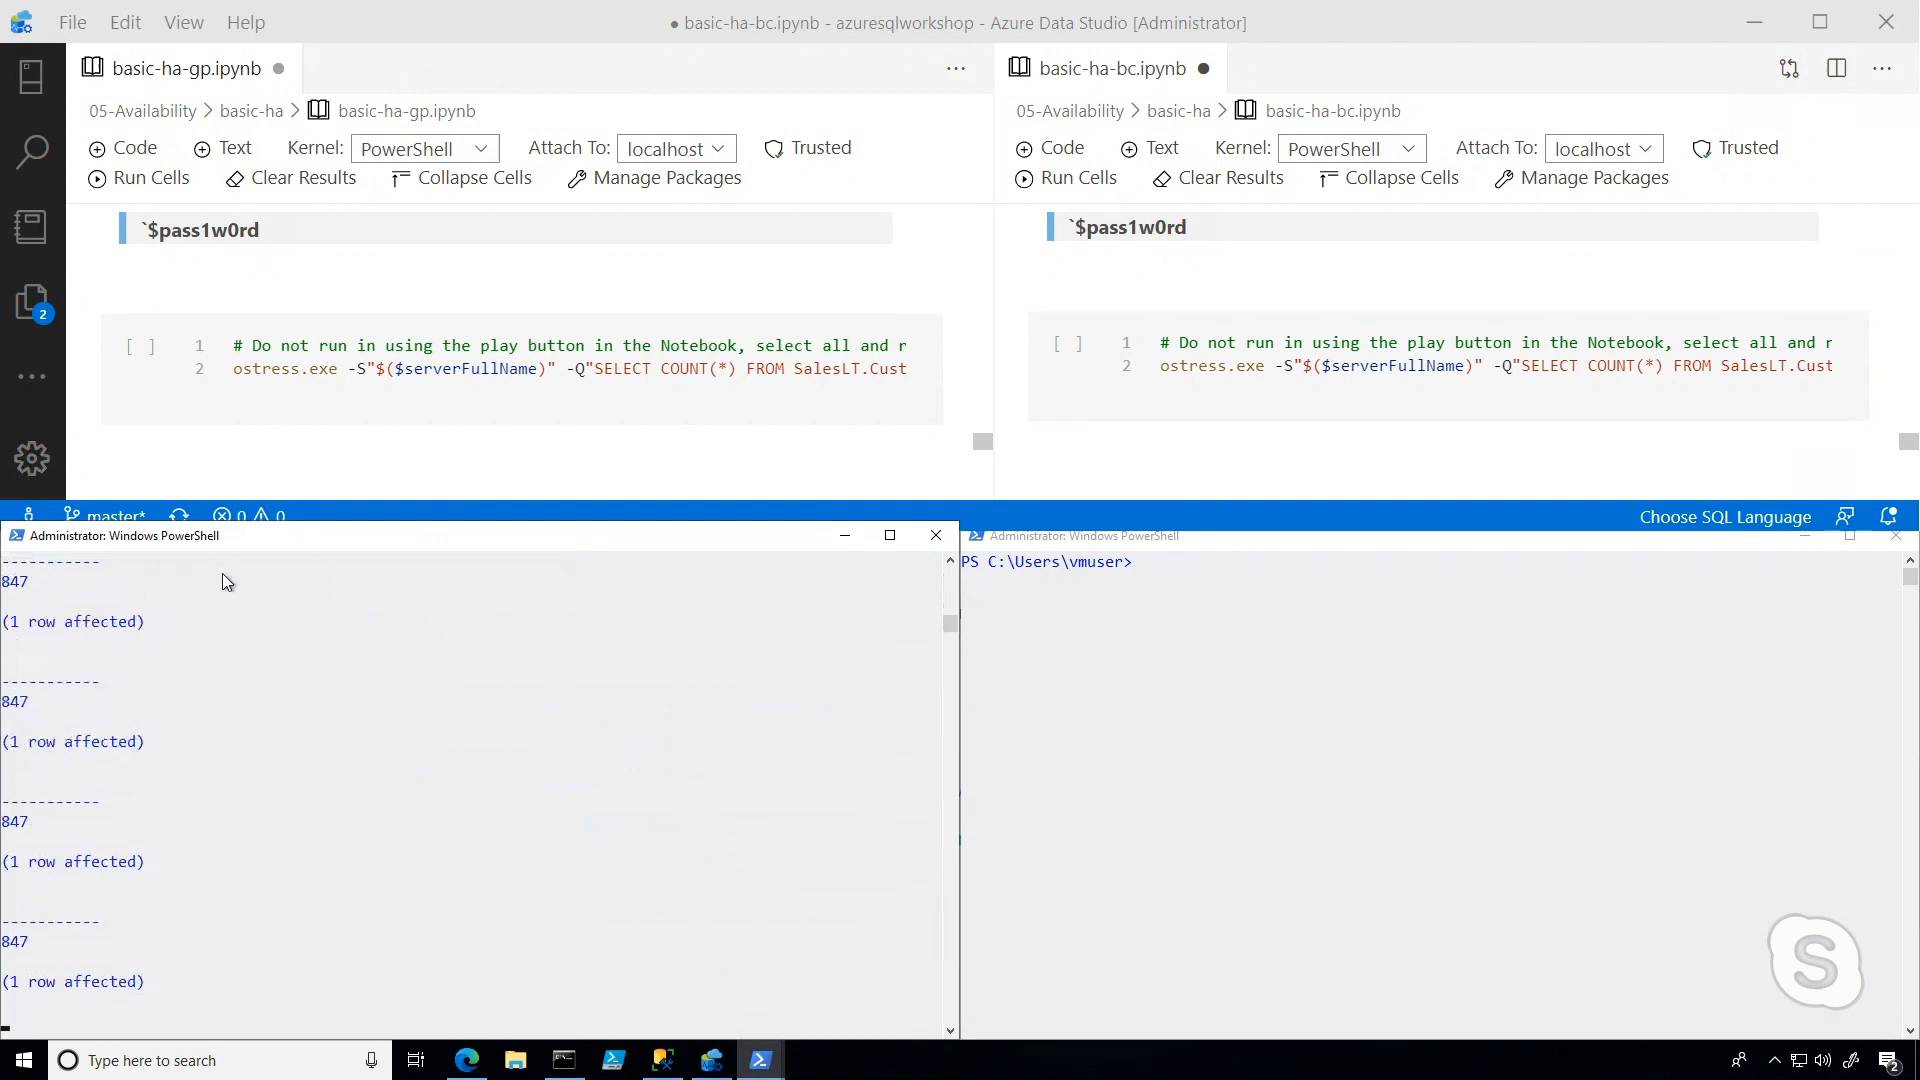 File Edit View Help
● basic-ha-bc.ipynb - azuresqlworkshop - Azure Data Studio [Administrator]
basic-ha-gp.ipynb ●
05-Availability > basic-ha > basic-ha-gp.ipynb
Code Text Kernel: PowerShell Attach To: localhost Trusted
Run Cells Clear Results Collapse Cells Manage Packages
`$pass1w0rd
[ ] 1 # Do not run in using the play button in the Notebook, select all and r
2 ostress.exe -S"$($serverFullName)" -Q"SELECT COUNT(*) FROM SalesLT.Cust
basic-ha-bc.ipynb ●
05-Availability > basic-ha > basic-ha-bc.ipynb
Code Text Kernel: PowerShell Attach To: localhost Trusted
Run Cells Clear Results Collapse Cells Manage Packages
`$pass1w0rd
[ ] 1 # Do not run in using the play button in the Notebook, select all and r
2 ostress.exe -S"$($serverFullName)" -Q"SELECT COUNT(*) FROM SalesLT.Cust
2
master* 0 0
Choose SQL Language
Administrator: Windows PowerShell
-----------
847
(1 row affected)
-----------
847
(1 row affected)
-----------
847
(1 row affected)
-----------
847
(1 row affected)
Administrator: Windows PowerShell
PS C:\Users\vmuser>
S
Type here to search
2